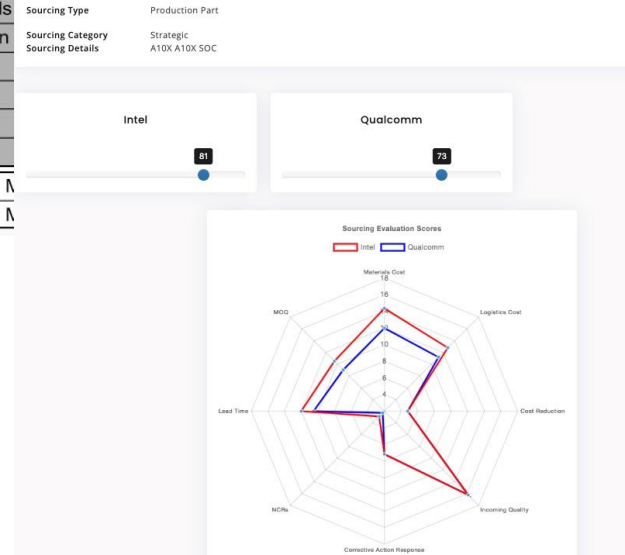 ls
n
M
M
Sourcing Type Production Part
Sourcing Category Strategic
Sourcing Details A10X A10X SOC
Intel
81
Qualcomm
73
Sourcing Evaluation Scores
Intel Qualcomm
Materials Cost
18
16
14
12
10
8
6
4
MOQ
Logistics Cost
Lead Time
Cost Reduction
NCRs
Incoming Quality
Corrective Action Response